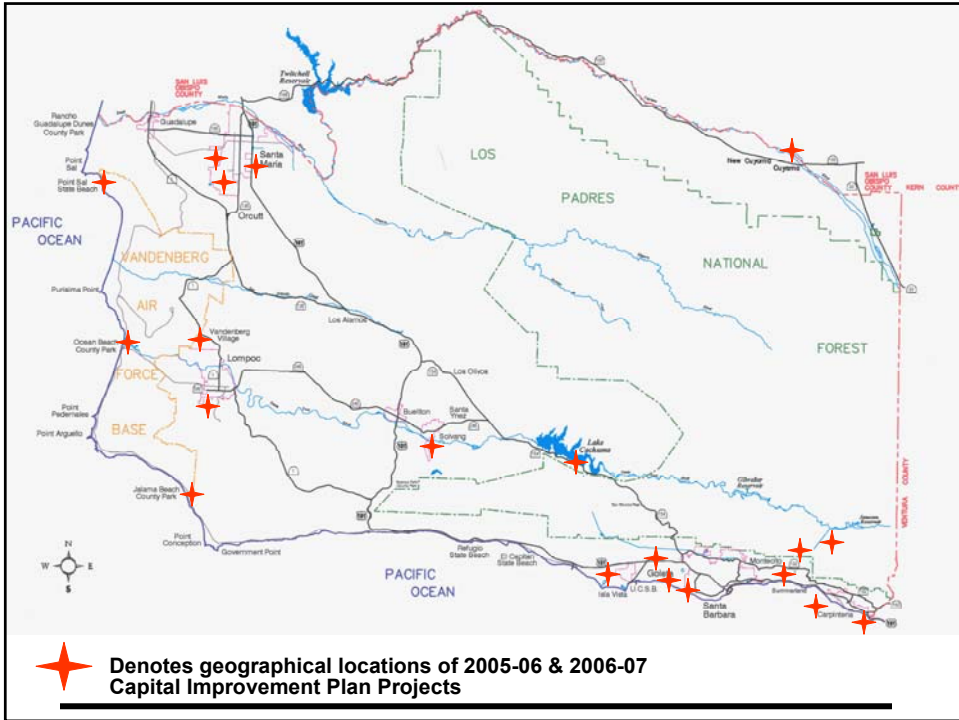 Twitchell
Reservoir
SAN LUIS
OBISPO
COUNTY
Rancho
Guadalupe Dunes
County Park
Guadalupe
Santa
Maria
Point
Sal
Point Sal
State Beach
LOS
New Cuyama
Cuyama
SAN LUIS
OBISPO
COUNTY
KERN COUNTY
PADRES
Orcutt
PACIFIC
OCEAN
VANDENBERG
NATIONAL
Purisima Point
AIR
Los Alamos
Vandenberg
Village
Ocean Beach
County Park
FOREST
Lompoc
FORCE
Los Olivos
Point
Pedernales
Buellton
Santa
Ynez
BASE
Point Arguello
Solvang
Lake
Cachuma
Gibraltar
Reservoir
VENTURA COUNTY
Jalama Beach
County Park
Jameson
Reservoir
Point
Conception
Government Point
Refugio
State Beach
El Capitan
State Beach
Montecito
N
W
E
S
PACIFIC
OCEAN
Goleta
Isla Vista
U.C.S.B.
Summerland
Santa
Barbara
Carpinteria
Denotes geographical locations of 2005-06 & 2006-07
Capital Improvement Plan Projects